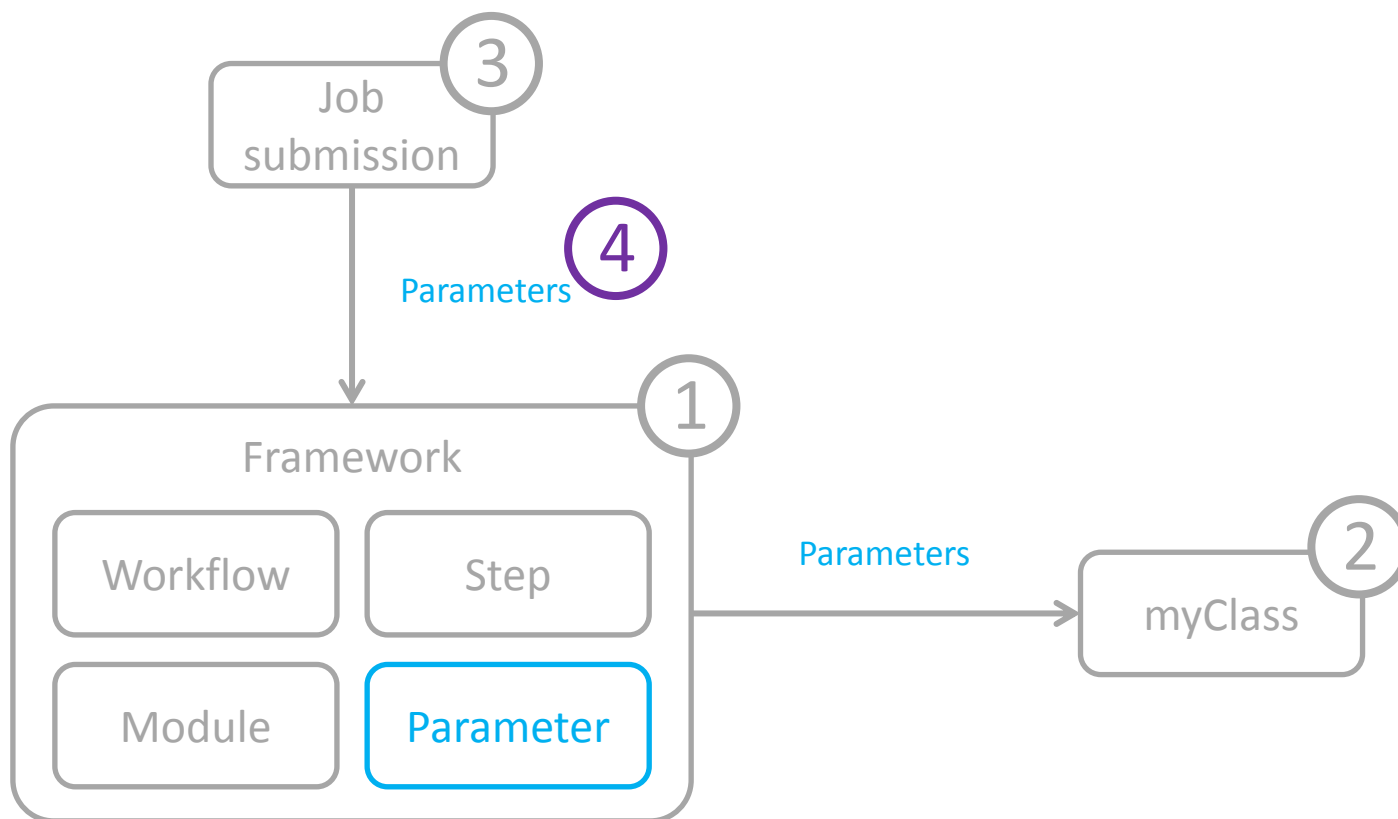 3
Job
submission
4
Parameters
1
Framework
Workflow
Step
Parameters
2
myClass
Module
Parameter